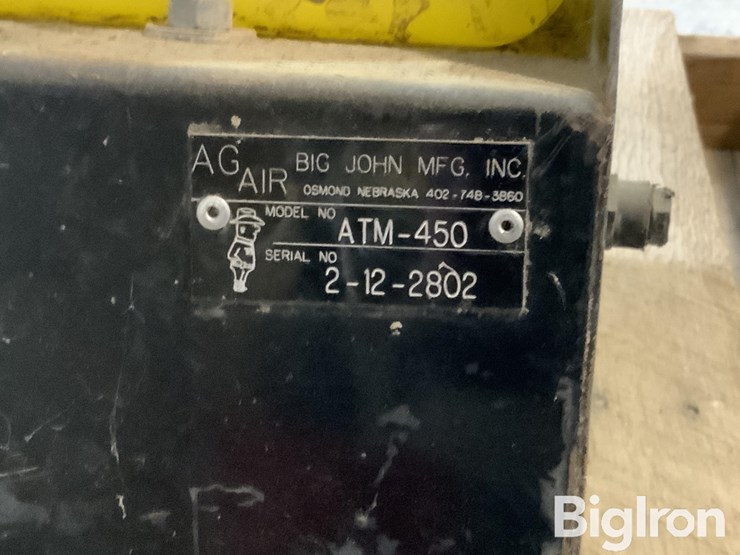 AG AIR BIG JOHN MFG. INC.
OSMOND NEBRASKA 402-748-3860
MODEL NO
ATM-450
SERIAL NO
2-12-2802
BigIron